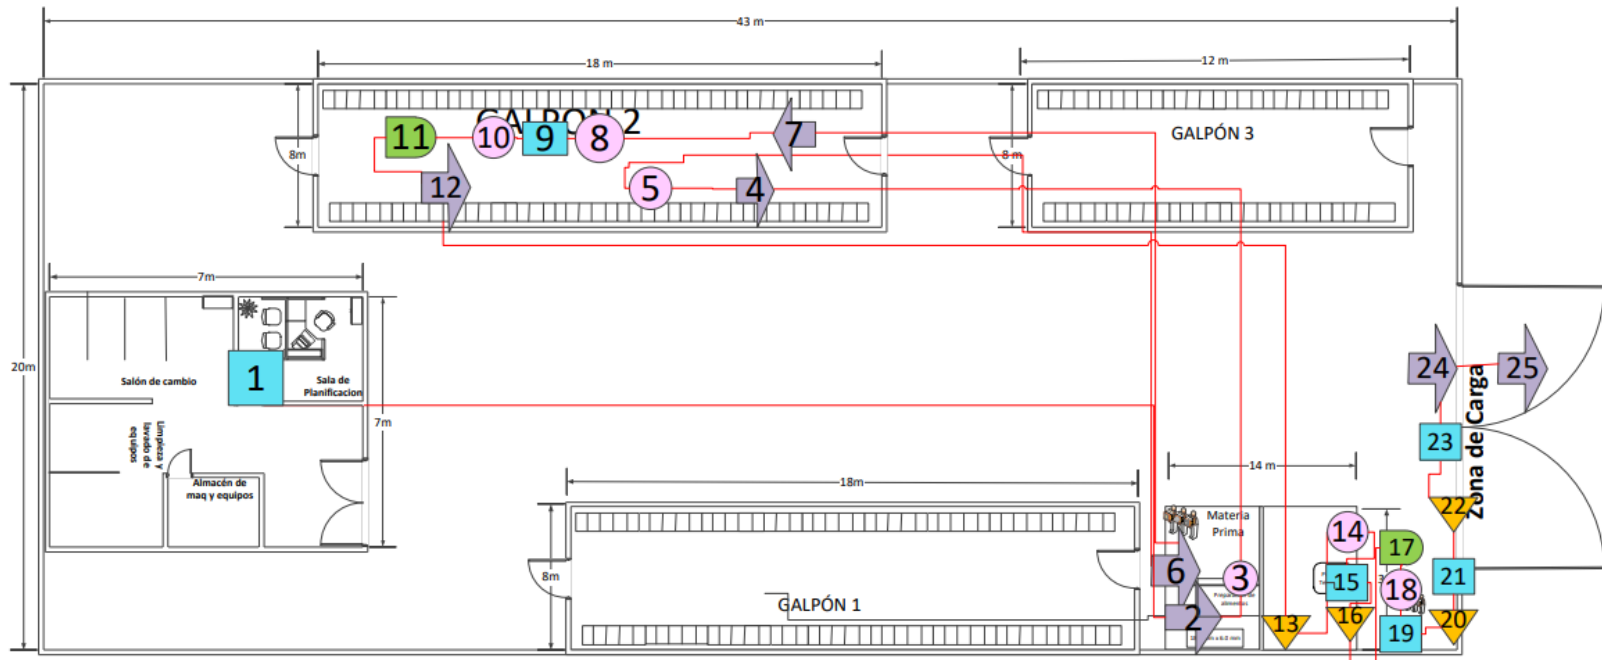 43 m
18 m
12 m
GALPÓN 2
11
10
9
8
7
GALPÓN 3
8m
8 m
12
5
4
7m
20m
1
Salón de cambio
Sala de
Planificacion
24
25
7m
Limpieza y
lavado de
equipos
23
Zona de Carga
14 m
18m
Almacén de
maq y equipos
22
Materia
Prima
14
17
8m
6
3
15
18
21
GALPÓN 1
2
13
16
19
20